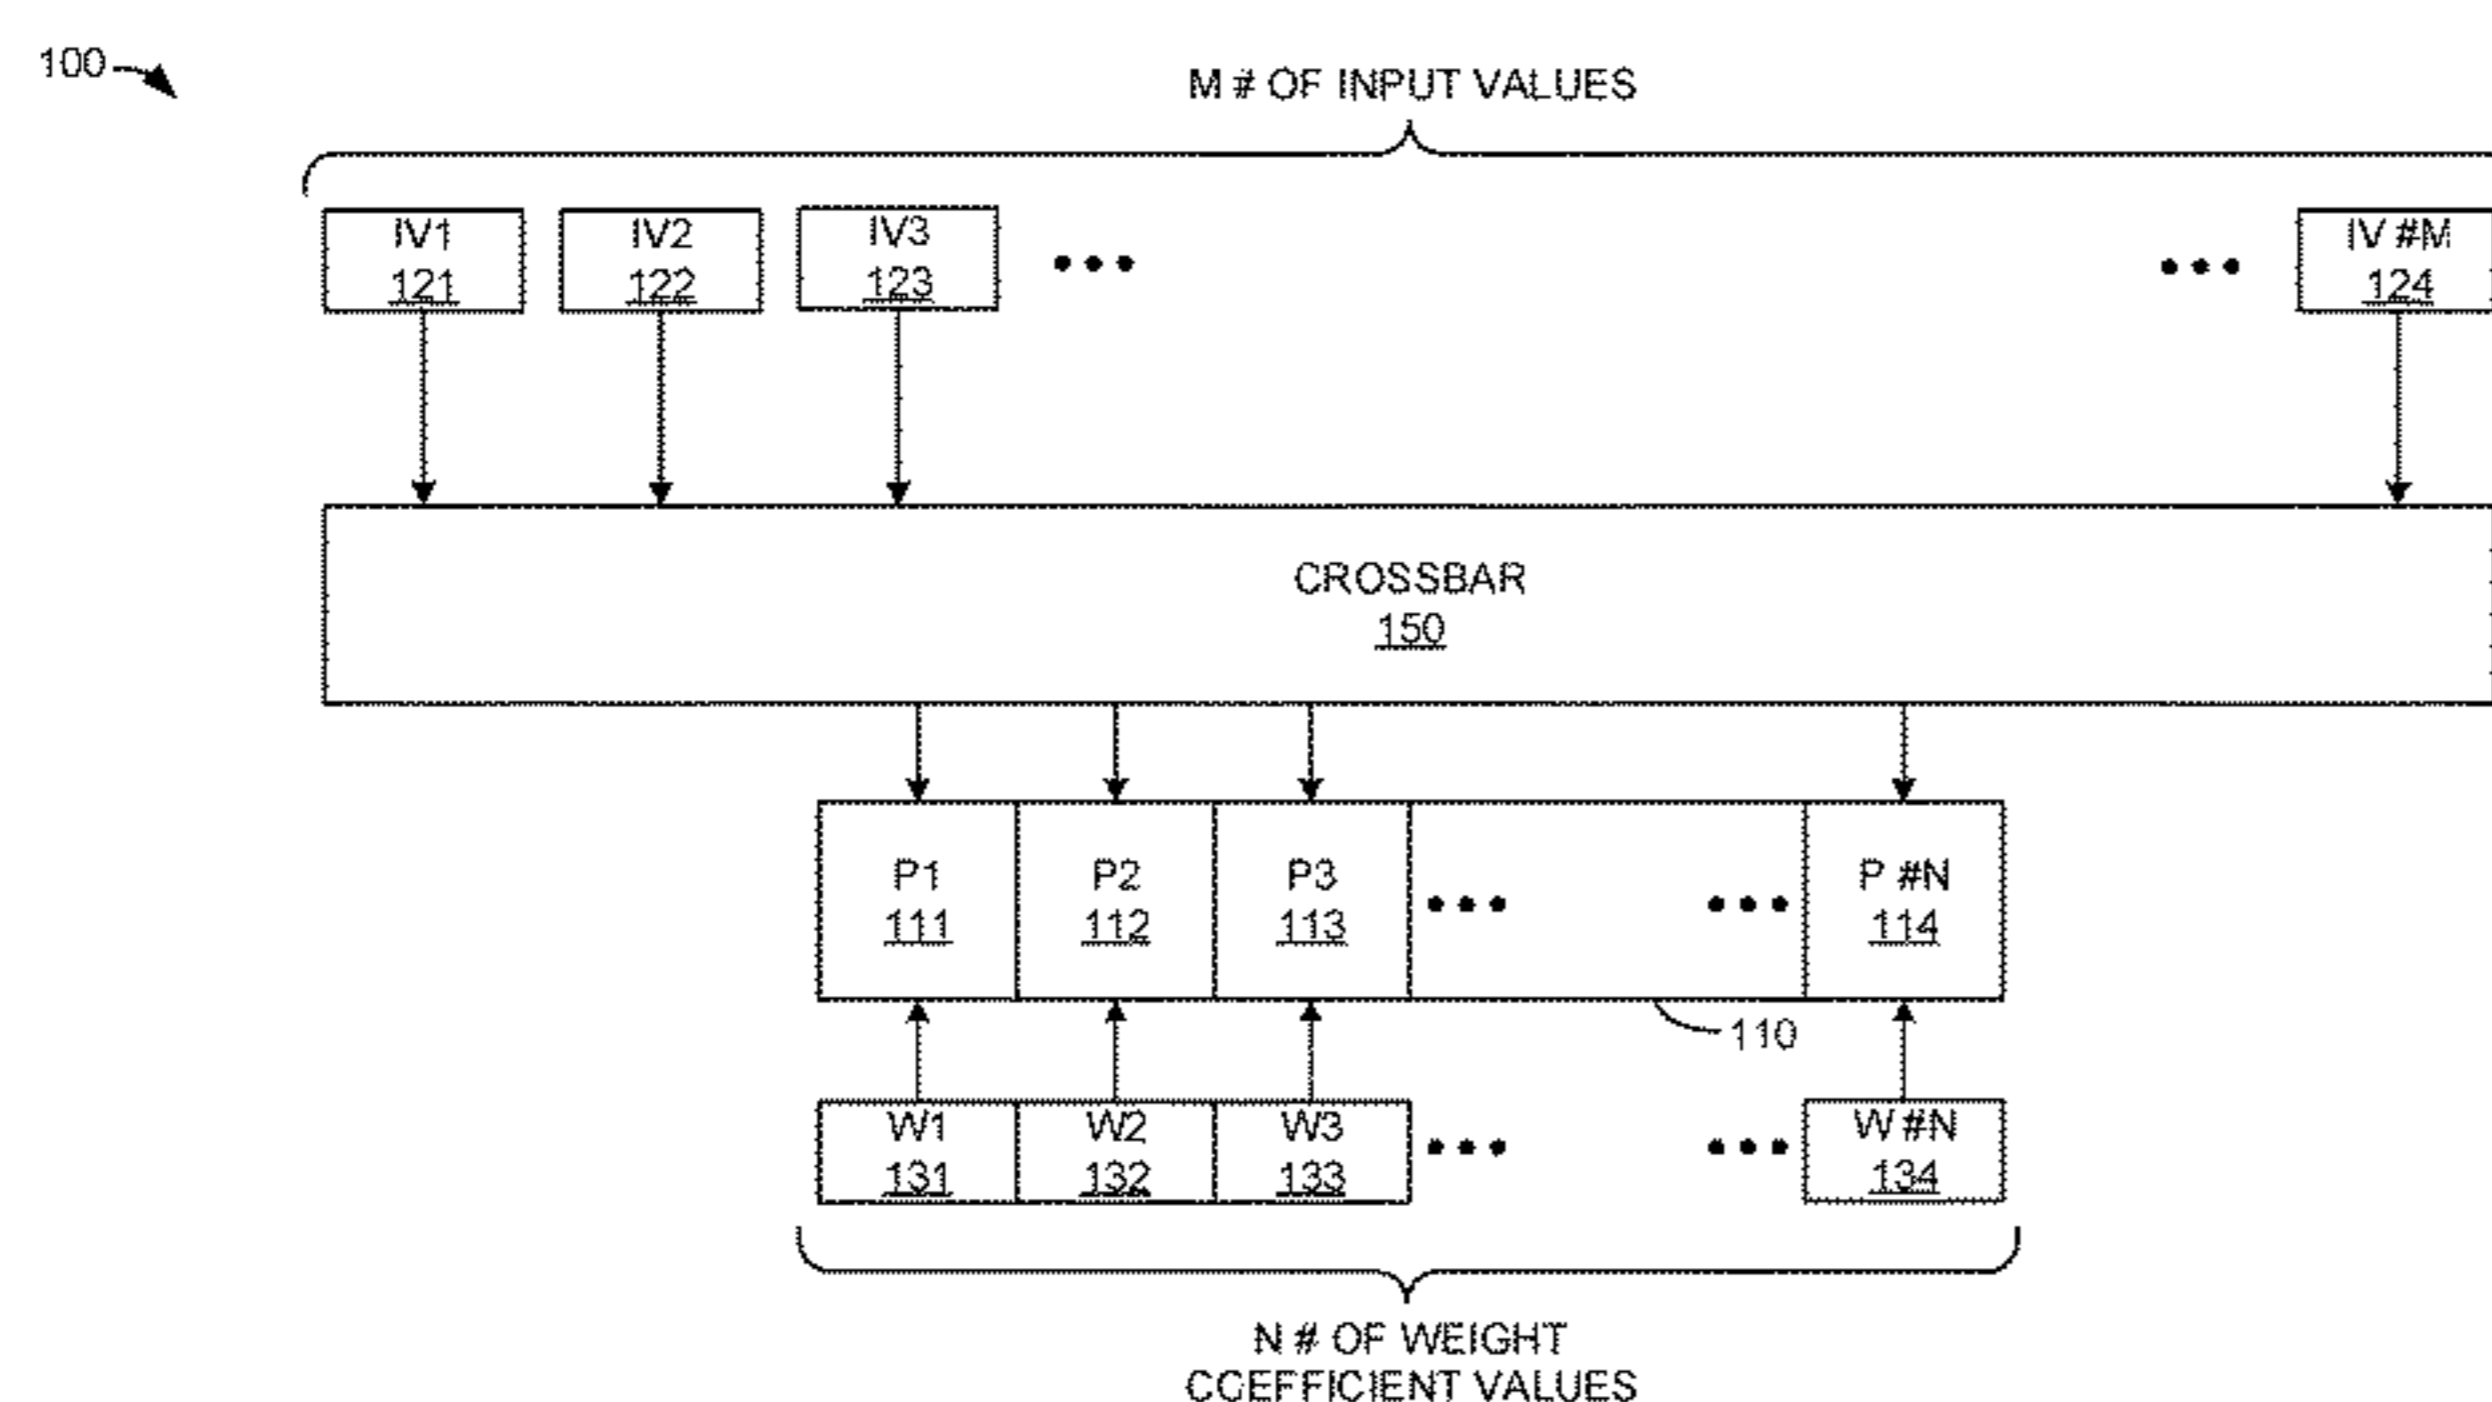 100
M # OF INPUT VALUES
IV1 IV2 IV3 IV #M
121 122 123 124
CROSSBAR
150
P1 P2 P3 P #N
111 112 113 114
110
W1 W2 W3 W #N
131 132 133 134
N # OF WEIGHT
COEFFICIENT VALUES